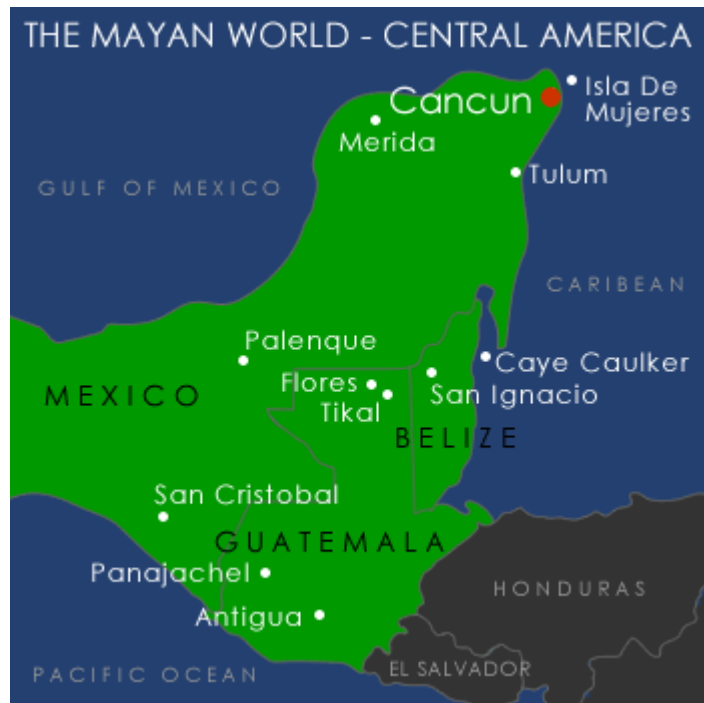 THE MAYAN WORLD - CENTRAL AMERICA
Isla De
Mujeres
Cancun
Merida
Tulum
GULF OF MEXICO
CARIBEAN
Palenque
Caye Caulker
Flores
San Ignacio
Tikal
MEXICO
BELIZE
San Cristobal
GUATEMALA
Panajachel
HONDURAS
Antigua
EL SALVADOR
PACIFIC OCEAN